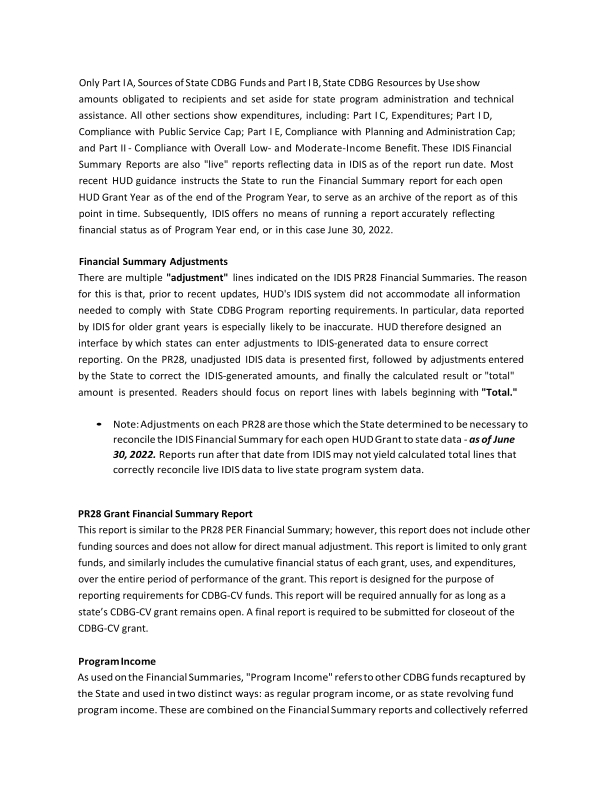 Only Part I A, Sources of State CDBG Funds and Part I B, State CDBG Resources by Use show
amounts obligated to recipients and set aside for state program administration and technical
assistance. All other sections show expenditures, including: Part I C, Expenditures; Part I D,
Compliance with Public Service Cap; Part I E, Compliance with Planning and Administration Cap;
and Part II - Compliance with Overall Low- and Moderate-Income Benefit. These IDIS Financial
Summary Reports are also "live" reports reflecting data in IDIS as of the report run date. Most
recent HUD guidance instructs the State to run the Financial Summary report for each open
HUD Grant Year as of the end of the Program Year, to serve as an archive of the report as of this
point in time. Subsequently, IDIS offers no means of running a report accurately reflecting
financial status as of Program Year end, or in this case June 30, 2022.
Financial Summary Adjustments
There are multiple "adjustment" lines indicated on the IDIS PR28 Financial Summaries. The reason
for this is that, prior to recent updates, HUD's IDIS system did not accommodate all information
needed to comply with State CDBG Program reporting requirements. In particular, data reported
by IDIS for older grant years is especially likely to be inaccurate. HUD therefore designed an
interface by which states can enter adjustments to IDIS-generated data to ensure correct
reporting. On the PR28, unadjusted IDIS data is presented first, followed by adjustments entered
by the State to correct the IDIS-generated amounts, and finally the calculated result or "total"
amount is presented. Readers should focus on report lines with labels beginning with "Total."
• Note: Adjustments on each PR28 are those which the State determined to be necessary to
reconcile the IDIS Financial Summary for each open HUD Grant to state data - as of June
30, 2022. Reports run after that date from IDIS may not yield calculated total lines that
correctly reconcile live IDIS data to live state program system data.
PR28 Grant Financial Summary Report
This report is similar to the PR28 PER Financial Summary; however, this report does not include other
funding sources and does not allow for direct manual adjustment. This report is limited to only grant
funds, and similarly includes the cumulative financial status of each grant, uses, and expenditures,
over the entire period of performance of the grant. This report is designed for the purpose of
reporting requirements for CDBG-CV funds. This report will be required annually for as long as a
state’s CDBG-CV grant remains open. A final report is required to be submitted for closeout of the
CDBG-CV grant.
Program Income
As used on the Financial Summaries, "Program Income" refers to other CDBG funds recaptured by
the State and used in two distinct ways: as regular program income, or as state revolving fund
program income. These are combined on the Financial Summary reports and collectively referred